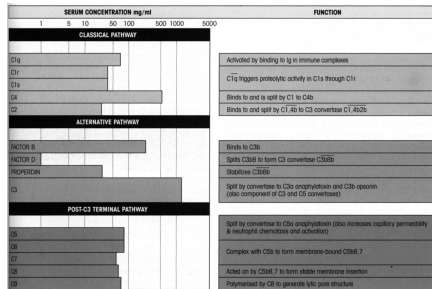 SERUM CONCENTRATION mg/ml FUNCTION
1 5 10 50 100 500 1000 5000
CLASSICAL PATHWAY
C1q Activated by binding to Ig in immune complexes
C1r C1q triggers proteolytic activity in C1s through C1r
C1s
C4 Binds to and is split by C1 to C4b
C2 Binds to and split by C1,4b to C3 convertase C1,4b2b
ALTERNATIVE PATHWAY
FACTOR B Binds to C3b
FACTOR D Splits C3bB to form C3 convertase C3bBb
PROPERDIN Stabilizes C3bBb
C3 Split by convertase to C3a anaphylatoxin and C3b opsonin
(also component of C3 and C5 convertases)
POST-C3 TERMINAL PATHWAY
C5 Split by convertase to C5a anaphylatoxin (also increases capillary permeability
& neutrophil chemotaxis and activation)
C6 Complex with C5b to form membrane-bound C5b6,7
C7
C8 Acted on by C5b6,7 to form stable membrane insertion
C9 Polymerised by C8 to generate lytic pore structure